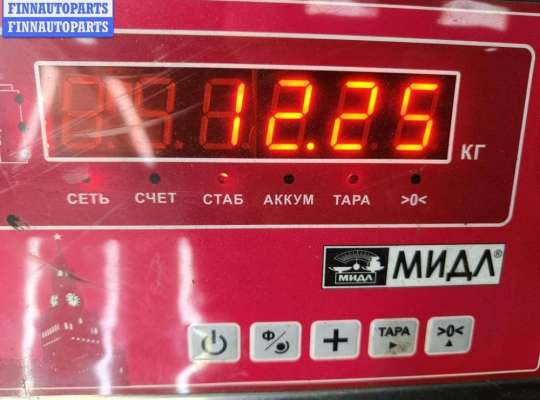 FINNAUTOPARTS
FINNAUTOPARTS
12.25
КГ
СЕТЬ СЧЕТ СТАБ АККУМ ТАРА >0<
МИДЛ МИДЛ®
Ф ТАРА >0<